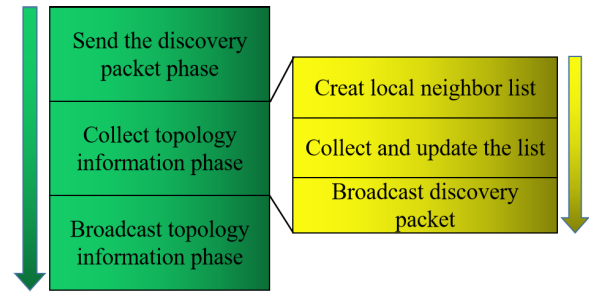 Send the discovery
packet phase
Collect topology
information phase
Broadcast topology
information phase
Creat local neighbor list
Collect and update the list
Broadcast discovery
packet